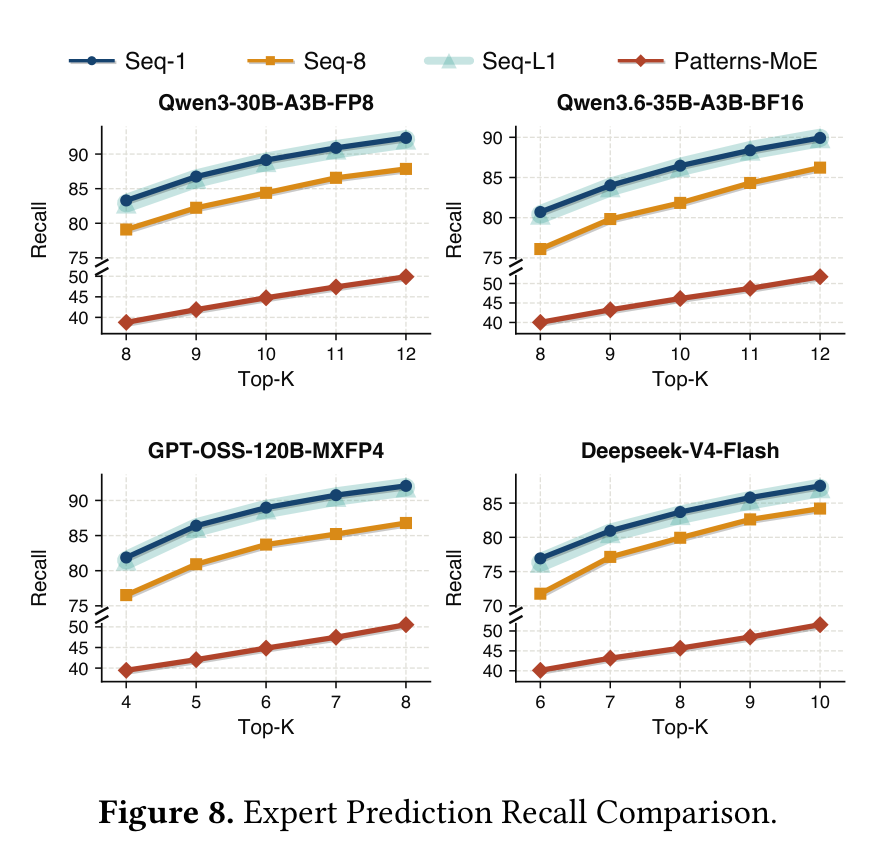 Seq-1 Seq-8 Seq-L1 Patterns-MoE
Qwen3-30B-A3B-FP8
Recall
90
85
80
75
50
45
40
8 9 10 11 12
Top-K
Qwen3.6-35B-A3B-BF16
Recall
90
85
80
75
50
45
40
8 9 10 11 12
Top-K
GPT-OSS-120B-MXFP4
Recall
90
85
80
75
50
45
40
4 5 6 7 8
Top-K
Deepseek-V4-Flash
Recall
85
80
75
70
50
45
40
6 7 8 9 10
Top-K
Figure 8. Expert Prediction Recall Comparison.